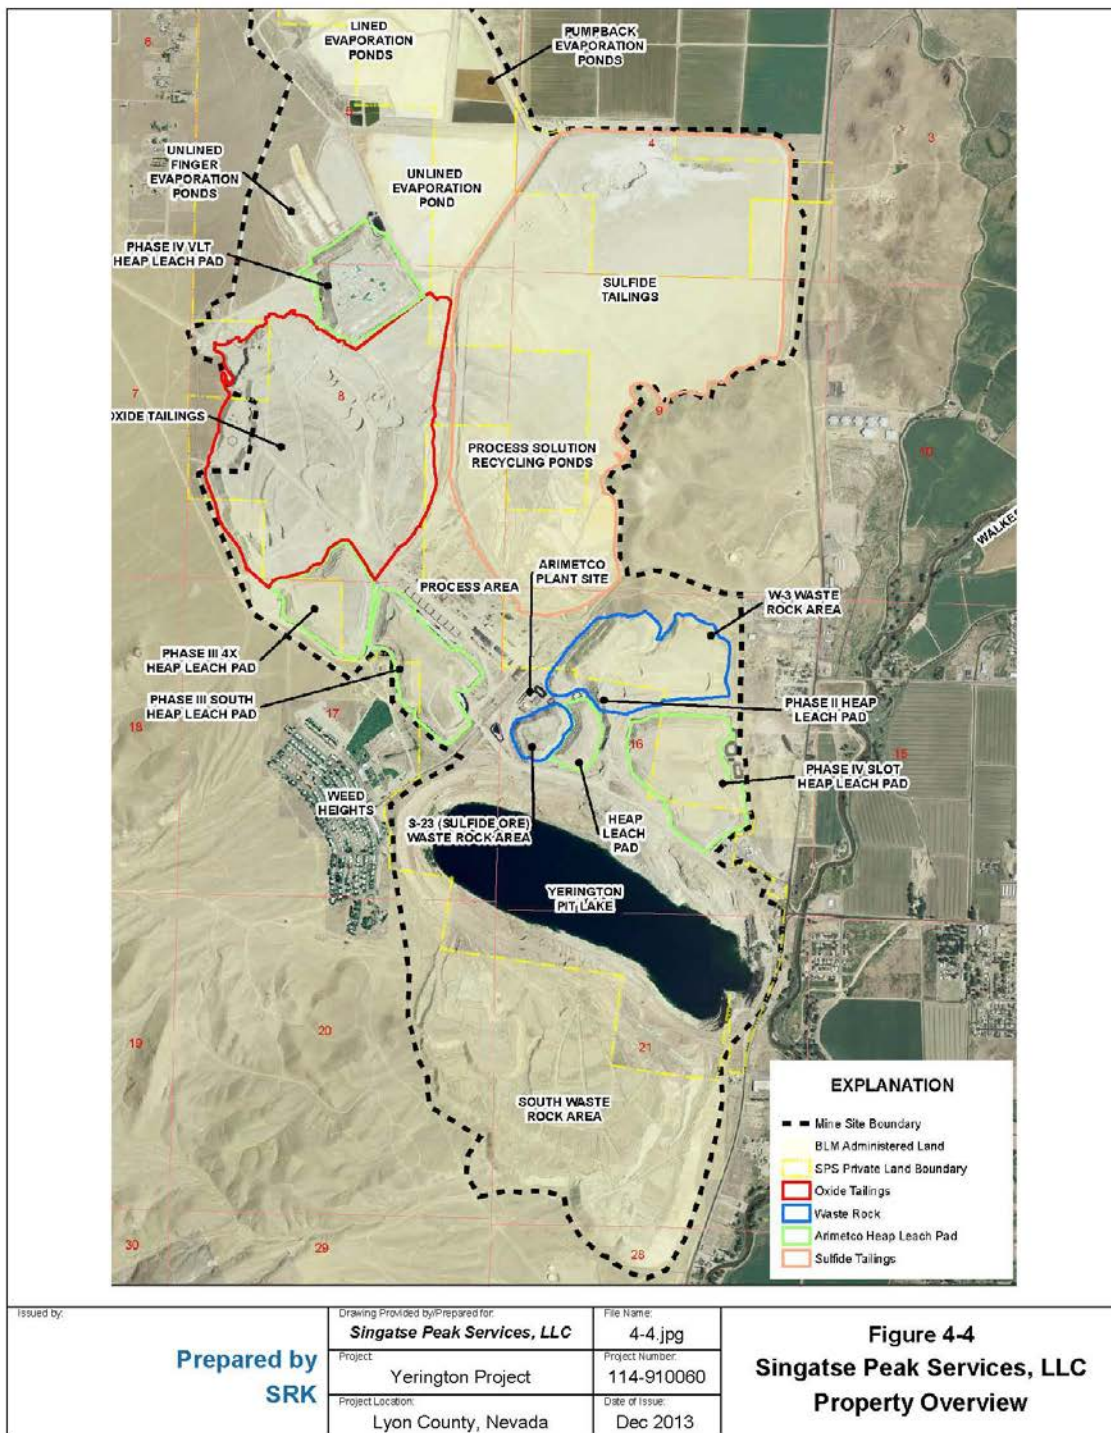 6
LINED
EVAPORATION
PONDS
PUMPBACK
EVAPORATION
PONDS
5
4
3
UNLINED
FINGER
EVAPORATION
PONDS
UNLINED
EVAPORATION
POND
PHASE IV VLT
HEAP LEACH PAD
SULFIDE
TAILINGS
7
8
9
OXIDE TAILINGS
10
PROCESS SOLUTION
RECYCLING PONDS
WALKE
ARIMETCO
PLANT SITE
PROCESS AREA
W-3 WASTE
ROCK AREA
PHASE III 4X
HEAP LEACH PAD
PHASE III SOUTH
HEAP LEACH PAD
PHASE II HEAP
LEACH PAD
18
17
16
15
PHASE IV SLOT
HEAP LEACH PAD
WEED
HEIGHTS
S-23 (SULFIDE ORE)
WASTE ROCK AREA
HEAP
LEACH
PAD
YERINGTON
PIT LAKE
19
20
21
SOUTH WASTE
ROCK AREA
30
29
28
EXPLANATION
Mine Site Boundary
BLM Administered Land
SPS Private Land Boundary
Oxide Tailings
Waste Rock
Arimetco Heap Leach Pad
Sulfide Tailings
Issued by:
Prepared by
SRK
Drawing Provided by/Prepared for:
Singatse Peak Services, LLC
File Name:
4-4.jpg
Project:
Yerington Project
Project Number:
114-910060
Project Location:
Lyon County, Nevada
Date of Issue:
Dec 2013
Figure 4-4
Singatse Peak Services, LLC
Property Overview